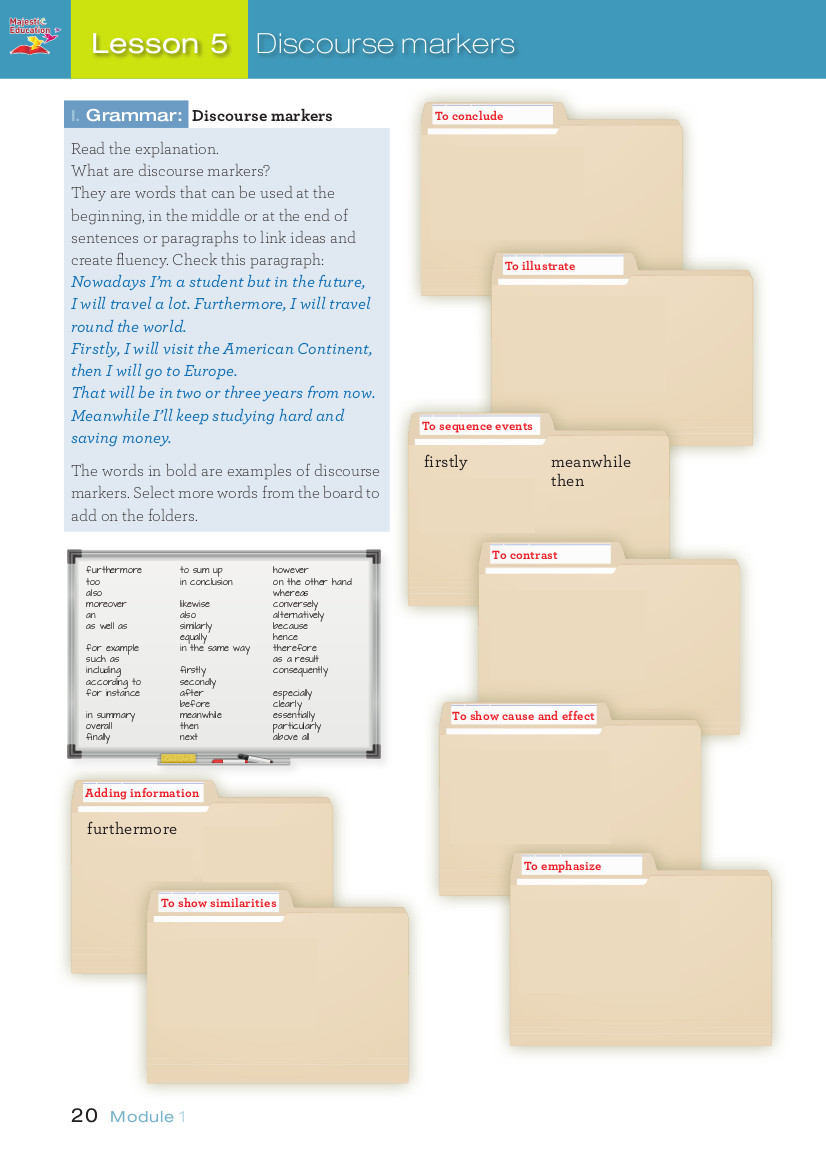 Majestic
Education
Lesson 5 Discourse markers
I. Grammar: Discourse markers
Read the explanation.
What are discourse markers?
They are words that can be used at the
beginning, in the middle or at the end of
sentences or paragraphs to link ideas and
create fluency. Check this paragraph:
Nowadays I'm a student but in the future,
I will travel a lot. Furthermore, I will travel
round the world.
Firstly, I will visit the American Continent,
then I will go to Europe.
That will be in two or three years from now.
Meanwhile I'll keep studying hard and
saving money.
The words in bold are examples of discourse
markers. Select more words from the board to
add on the folders.
furthermore
too
also
moreover
an
as well as
for example
such as
including
according to
for instance
in summary
overall
finally
to sum up
in conclusion
likewise
also
similarly
equally
in the same way
firstly
secondly
after
before
meanwhile
then
next
however
on the other hand
whereas
conversely
alternatively
because
hence
therefore
as a result
consequently
especially
clearly
essentially
particularly
above all
Adding information
furthermore
To show similarities
To conclude
To illustrate
To sequence events
firstly meanwhile
then
To contrast
To show cause and effect
To emphasize
20 Module 1